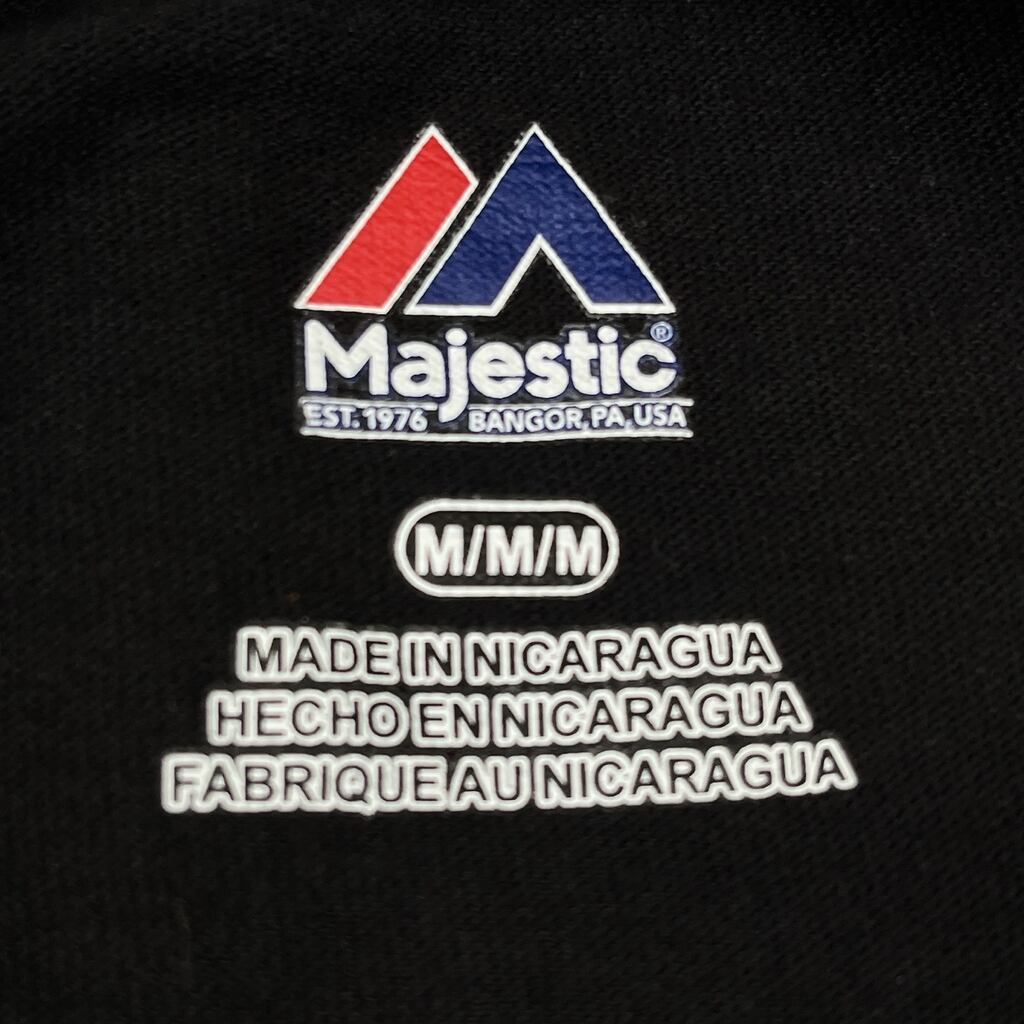 Majestic®
EST. 1976 BANGOR, PA, USA
M/M/M
MADE IN NICARAGUA
HECHO EN NICARAGUA
FABRIQUE AU NICARAGUA